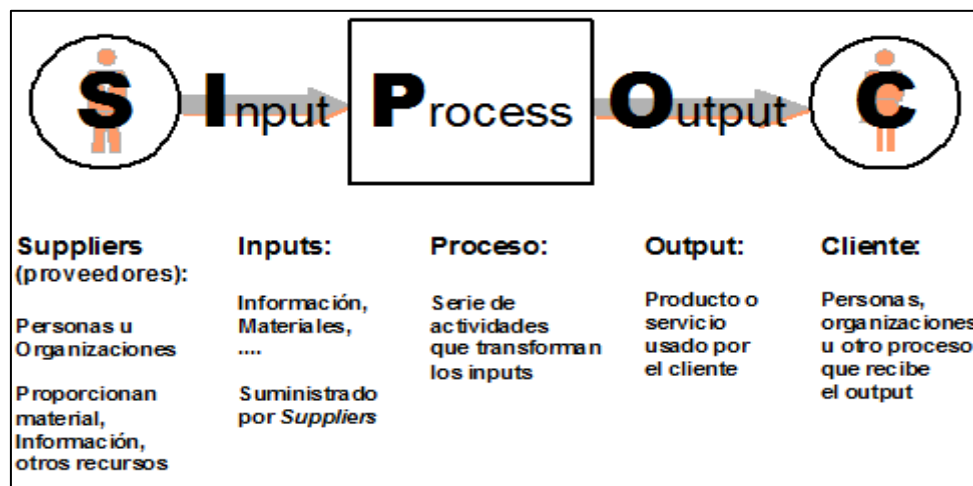 S Input Process Output C
Suppliers
(proveedores):
Personas u
Organizaciones
Proporcionan
material,
Información,
otros recursos
Inputs:
Información,
Materiales,
....
Suministrado
por Suppliers
Proceso:
Serie de
actividades
que transforman
los inputs
Output:
Producto o
servicio
usado por
el cliente
Cliente:
Personas,
organizaciones
u otro proceso
que recibe
el output